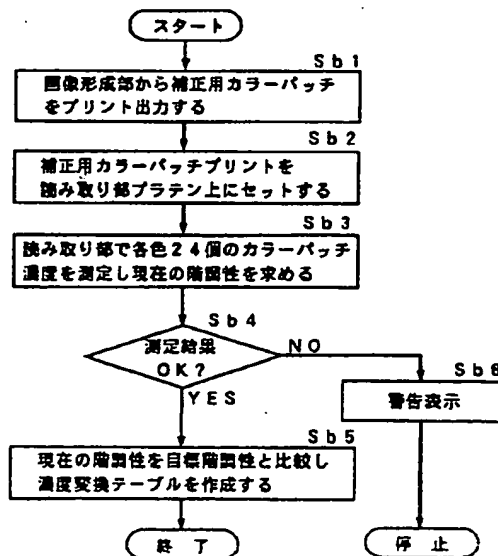 スタート
Sb1
画像形成部から補正用カラーパッチ
をプリント出力する
Sb2
補正用カラーパッチプリントを
読み取り部プラテン上にセットする
Sb3
読み取り部で各色24個のカラーパッチ
濃度を測定し現在の階調性を求める
Sb4
測定結果
OK?
NO
YES
Sb6
警告表示
Sb5
現在の階調性を目標階調性と比較し
濃度変換テーブルを作成する
終了
停止